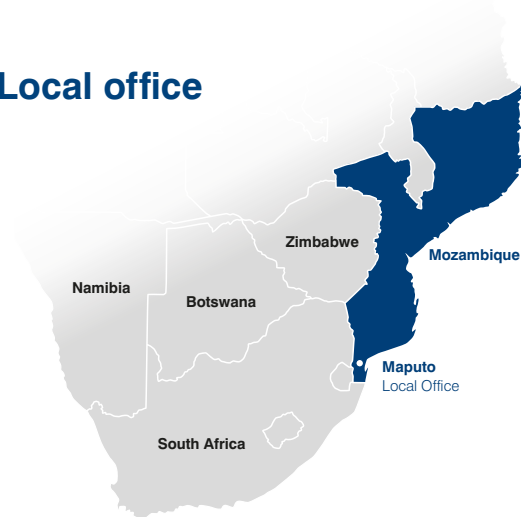 Local office
Zimbabwe
Mozambique
Namibia
Botswana
Maputo
Local Office
South Africa